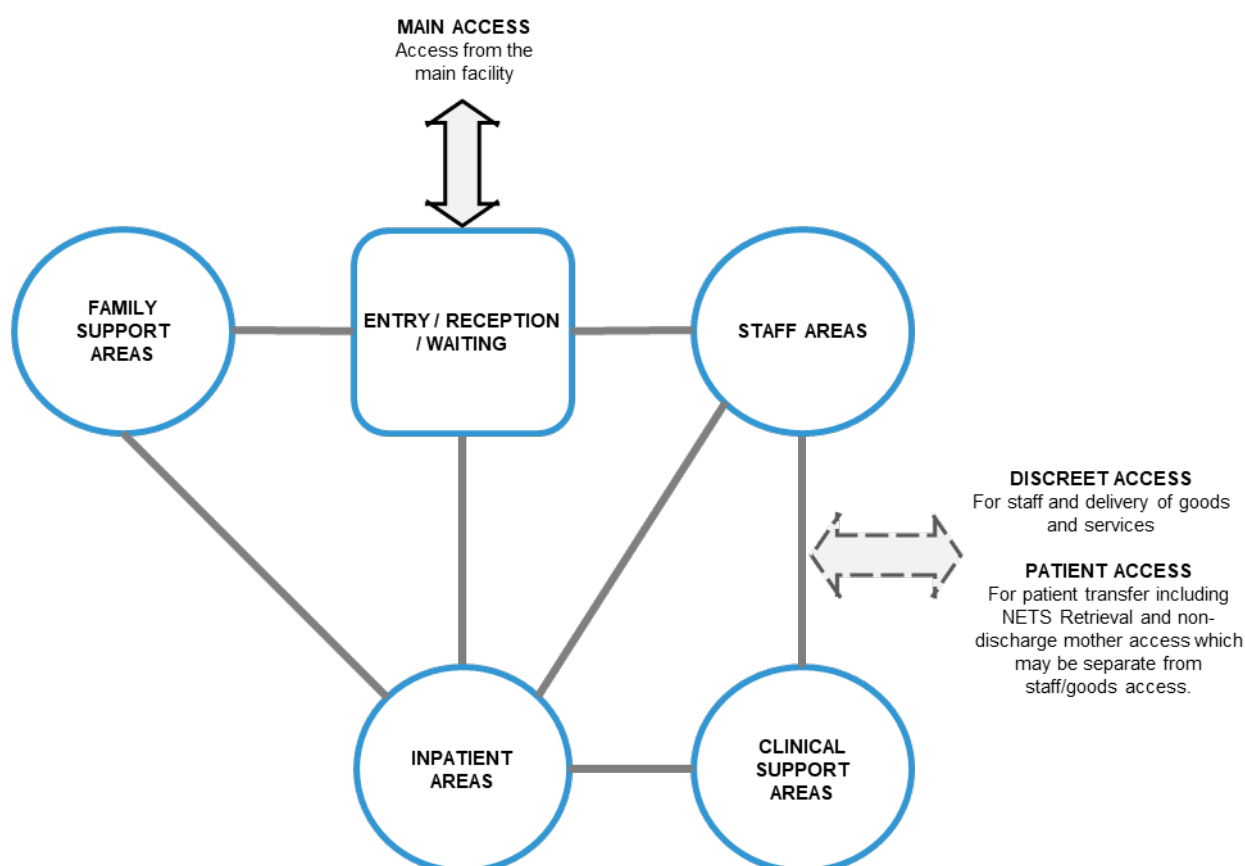 MAIN ACCESS
Access from the
main facility
FAMILY
SUPPORT
AREAS
ENTRY / RECEPTION
/ WAITING
STAFF AREAS
DISCREET ACCESS
For staff and delivery of goods
and services
PATIENT ACCESS
For patient transfer including
NETS Retrieval and non-
discharge mother access which
may be separate from
staff/goods access.
INPATIENT
AREAS
CLINICAL
SUPPORT
AREAS